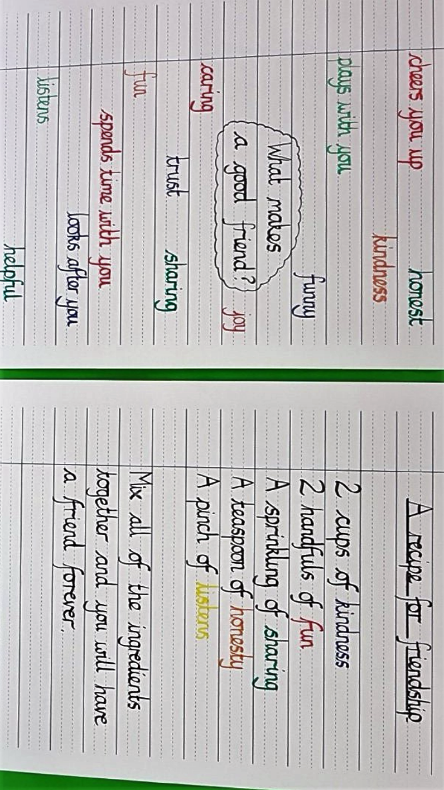 cheers you up honest
kindness
plays with you
funny
What makes
a good friend?
joy
caring
trust sharing
fun
spends time with you
looks after you
listens
helpful
A recipe for friendship
2 cups of kindness
2 handfuls of fun
A sprinkling of sharing
A teaspoon of honesty
A pinch of listens
Mix all of the ingredients
together and you will have
a friend forever.